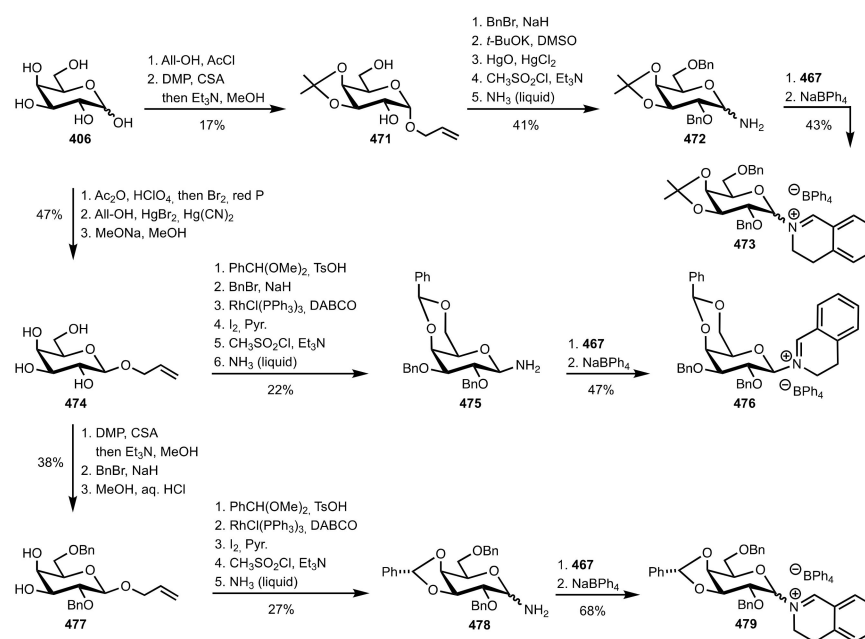 HO OH
HO
OH
OH
406
1. All-OH, AcCl
2. DMP, CSA
then Et3N, MeOH
17%
O OH
O
O
HO
O
471
1. BnBr, NaH
2. t-BuOK, DMSO
3. HgO, HgCl2
4. CH3SO2Cl, Et3N
5. NH3 (liquid)
41%
O OBn
O
O
BnO NH2
472
1. 467
2. NaBPh4
43%
O OBn
O
O
BnO N
+
⊖BPh4
473
47%
1. Ac2O, HClO4, then Br2, red P
2. All-OH, HgBr2, Hg(CN)2
3. MeONa, MeOH
HO OH
O
HO O
OH
474
1. PhCH(OMe)2, TsOH
2. BnBr, NaH
3. RhCl(PPh3)3, DABCO
4. I2, Pyr.
5. CH3SO2Cl, Et3N
6. NH3 (liquid)
22%
Ph
O
O
O
BnO NH2
BnO
475
1. 467
2. NaBPh4
47%
Ph
O
O
O
BnO N
+
BnO ⊖BPh4
476
38%
1. DMP, CSA
then Et3N, MeOH
2. BnBr, NaH
3. MeOH, aq. HCl
HO OBn
O
HO O
OBn
477
1. PhCH(OMe)2, TsOH
2. RhCl(PPh3)3, DABCO
3. I2, Pyr.
4. CH3SO2Cl, Et3N
5. NH3 (liquid)
27%
Ph O OBn
O
O
BnO NH2
478
1. 467
2. NaBPh4
68%
Ph O OBn
O
O
BnO N
+
⊖BPh4
479